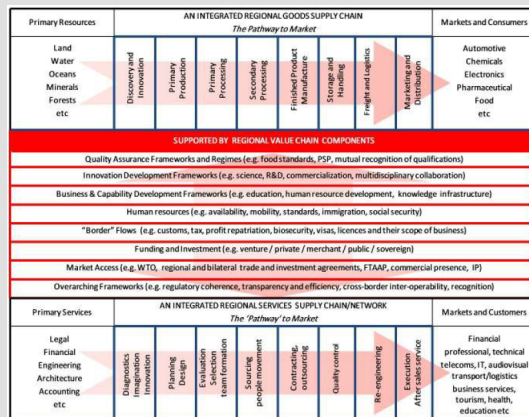 Primary Resources
AN INTEGRATED REGIONAL GOODS SUPPLY CHAIN
The Pathway to Market
Markets and Consumers
Land
Water
Oceans
Minerals
Forests
etc
Discovery and
Innovation
Primary
Production
Primary
Processing
Secondary
Processing
Finished Product
Manufacture
Storage and
Handling
Freight and Logistics
Marketing and
Distribution
Automotive
Chemicals
Electronics
Pharmaceutical
Food
etc
SUPPORTED BY REGIONAL VALUE CHAIN COMPONENTS
Quality Assurance Frameworks and Regimes (e.g. food standards, PSP, mutual recognition of qualifications)
Innovation Development Frameworks (e.g. science, R&D, commercialization, multidisciplinary collaboration)
Business & Capability Development Frameworks (e.g. education, human resource development, knowledge infrastructure)
Human resources (e.g. availability, mobility, standards, immigration, social security)
"Border" Flows (e.g. customs, tax, profit repatriation, biosecurity, visas, licences and their scope of business)
Funding and Investment (e.g. venture / private / merchant / public / sovereign)
Market Access (e.g. WTO, regional and bilateral trade and investment agreements, FTAAP, commercial presence, IP)
Overarching Frameworks (e.g. regulatory coherence, transparency and efficiency, cross-border inter-operability, recognition)
Primary Services
AN INTEGRATED REGIONAL SERVICES SUPPLY CHAIN/NETWORK
The 'Pathway' to Market
Markets and Customers
Legal
Financial
Engineering
Architecture
Accounting
etc
Diagnostics
Imagination
Innovation
Planning
Design
Evaluation
Selection
team formation
Sourcing
people movement
Contracting,
outsourcing
Quality control
Re-engineering
Execution
After sales service
Financial
professional, technical
telecoms, IT, audiovisual
transport/logistics
business services,
tourism, health,
education etc